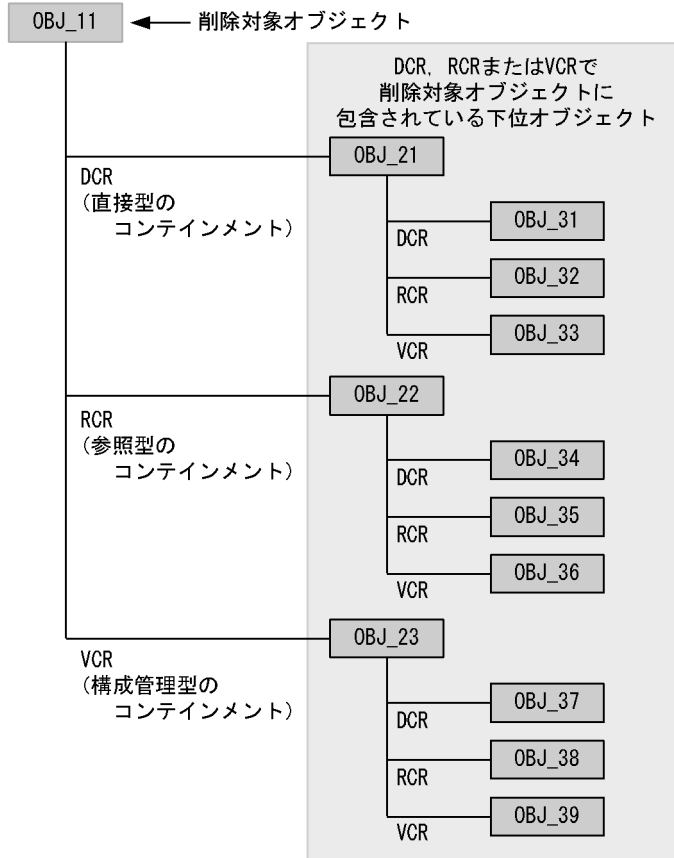 OBJ_11
削除対象オブジェクト
DCR，RCRまたはVCRで
削除対象オブジェクトに
包含されている下位オブジェクト
OBJ_21
DCR
（直接型の
コンテインメント）
OBJ_31
DCR
OBJ_32
RCR
OBJ_33
VCR
OBJ_22
RCR
（参照型の
コンテインメント）
OBJ_34
DCR
OBJ_35
RCR
OBJ_36
VCR
OBJ_23
VCR
（構成管理型の
コンテインメント）
OBJ_37
DCR
OBJ_38
RCR
OBJ_39
VCR